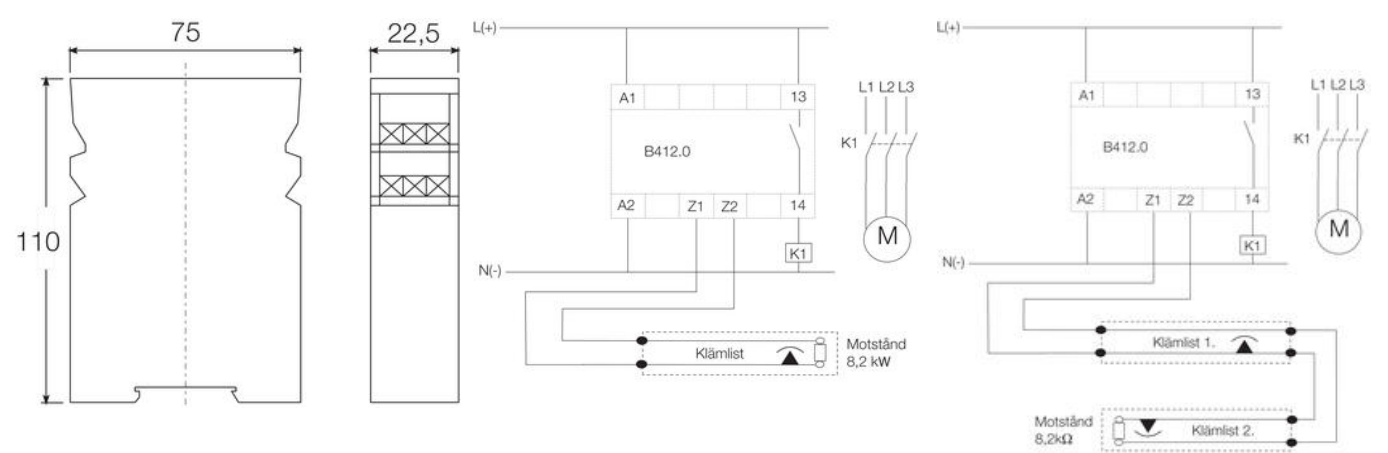 75
22,5
110
L(+)
A1
13
B412.0
A2
Z1
Z2
14
K1
N(-)
L1 L2 L3
K1
M
Klämlist
Motstånd
8,2 kW
L(+)
A1
13
B412.0
A2
Z1
Z2
14
K1
N(-)
L1 L2 L3
K1
M
Klämlist 1.
Motstånd
8,2kΩ
Klämlist 2.